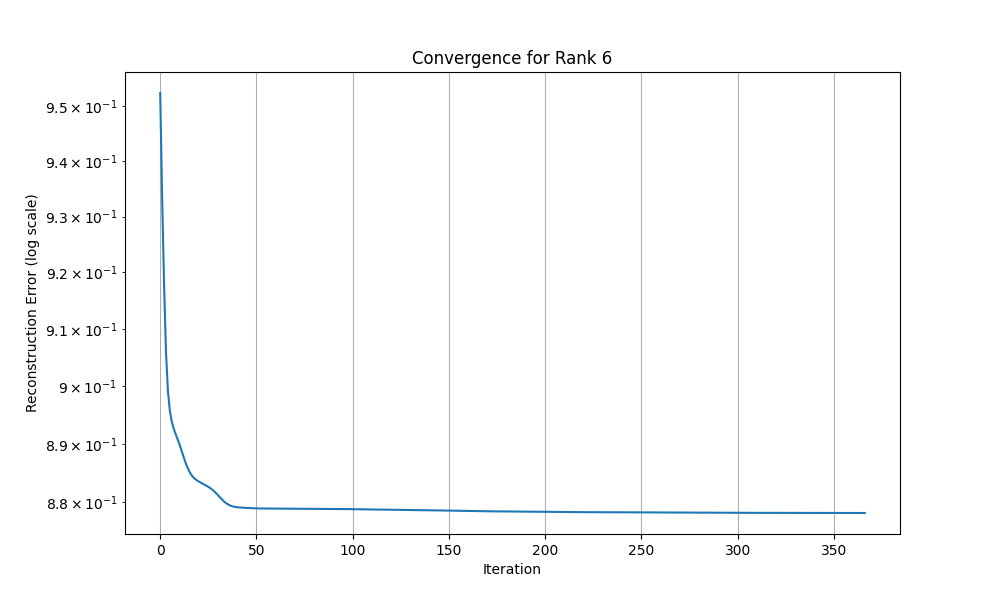 Convergence for Rank 6
Reconstruction Error (log scale)
9.5 × 10⁻¹
9.4 × 10⁻¹
9.3 × 10⁻¹
9.2 × 10⁻¹
9.1 × 10⁻¹
9 × 10⁻¹
8.9 × 10⁻¹
8.8 × 10⁻¹
0 50 100 150 200 250 300 350
Iteration